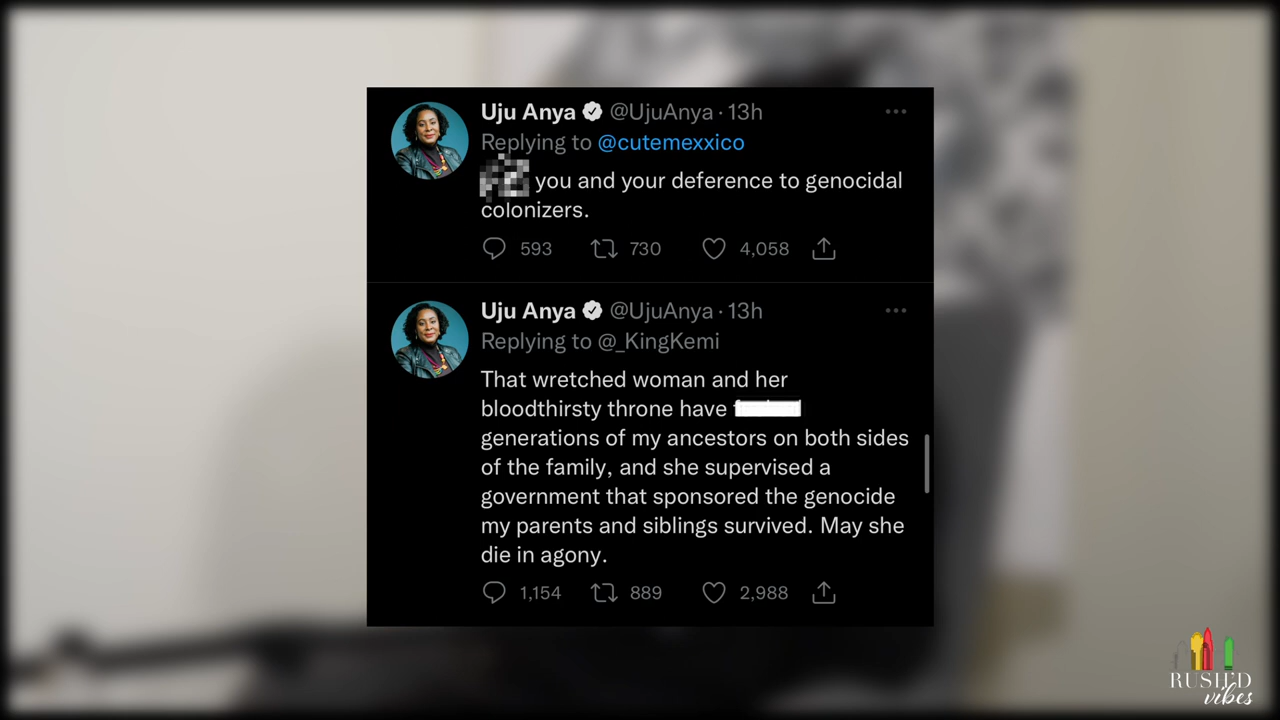 Uju Anya @UjuAnya · 13h
Replying to @cutemexxico
you and your deference to genocidal
colonizers.
593 730 4,058
Uju Anya @UjuAnya · 13h
Replying to @_KingKemi
That wretched woman and her
bloodthirsty throne have
generations of my ancestors on both sides
of the family, and she supervised a
government that sponsored the genocide
my parents and siblings survived. May she
die in agony.
1,154 889 2,988
RUSIED
vibes